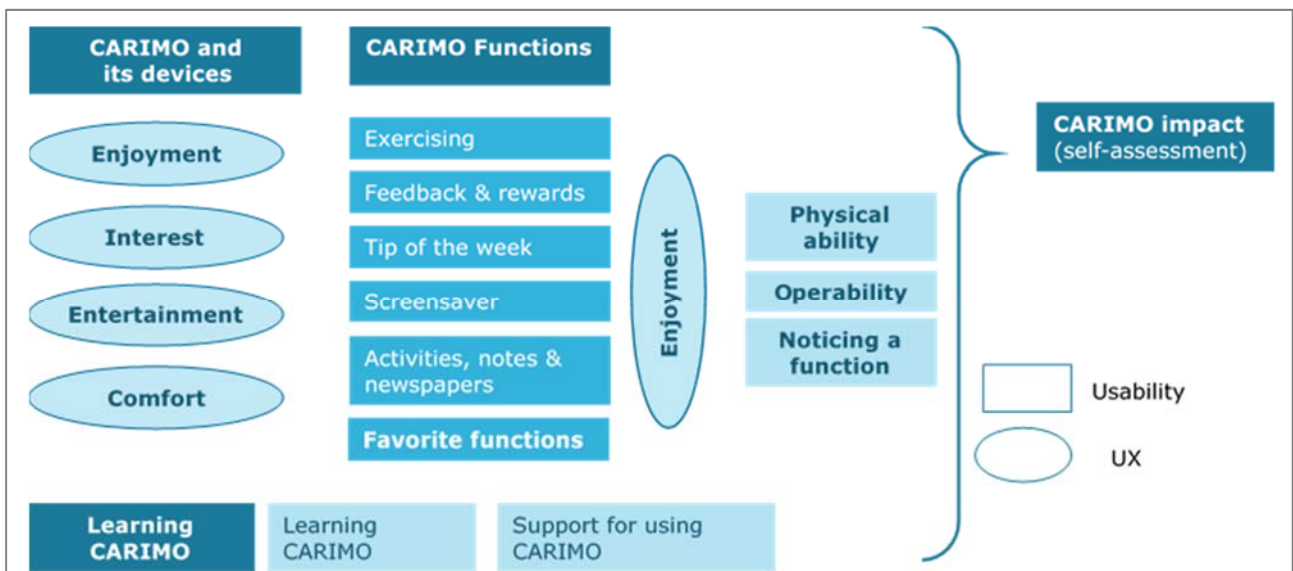 CARIMO and
its devices
Enjoyment
Interest
Entertainment
Comfort
CARIMO Functions
Exercising
Feedback & rewards
Tip of the week
Screensaver
Activities, notes &
newspapers
Favorite functions
Enjoyment
Physical
ability
Operability
Noticing a
function
CARIMO impact
(self-assessment)
Usability
UX
Learning
CARIMO
Learning
CARIMO
Support for using
CARIMO